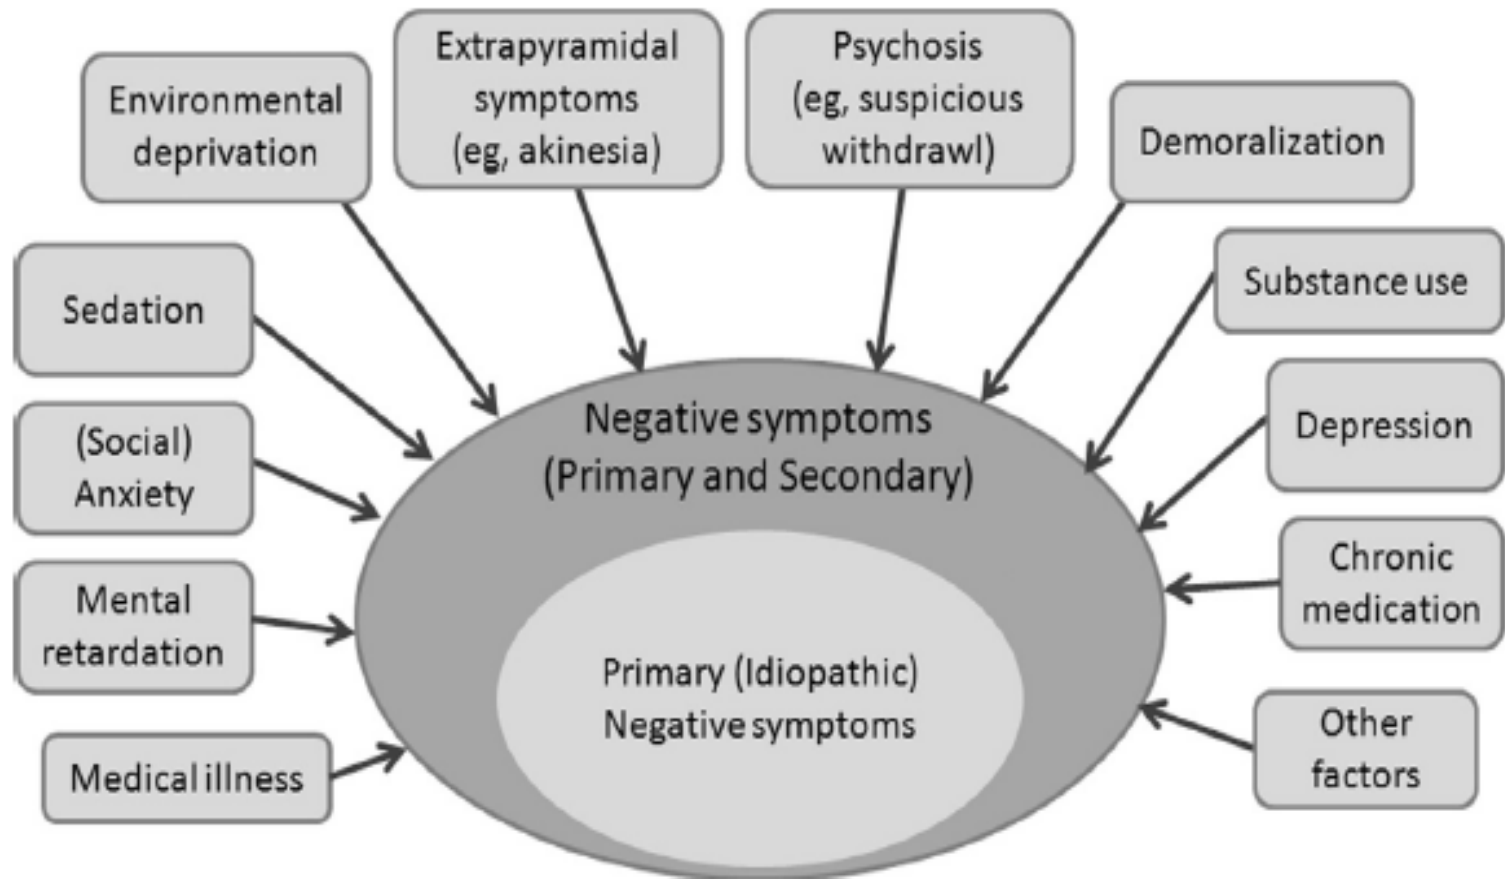 Environmental
deprivation
Extrapyramidal
symptoms
(eg, akinesia)
Psychosis
(eg, suspicious
withdrawl)
Demoralization
Sedation
Substance use
(Social)
Anxiety
Depression
Mental
retardation
Chronic
medication
Medical illness
Other
factors
Negative symptoms
(Primary and Secondary)
Primary (Idiopathic)
Negative symptoms